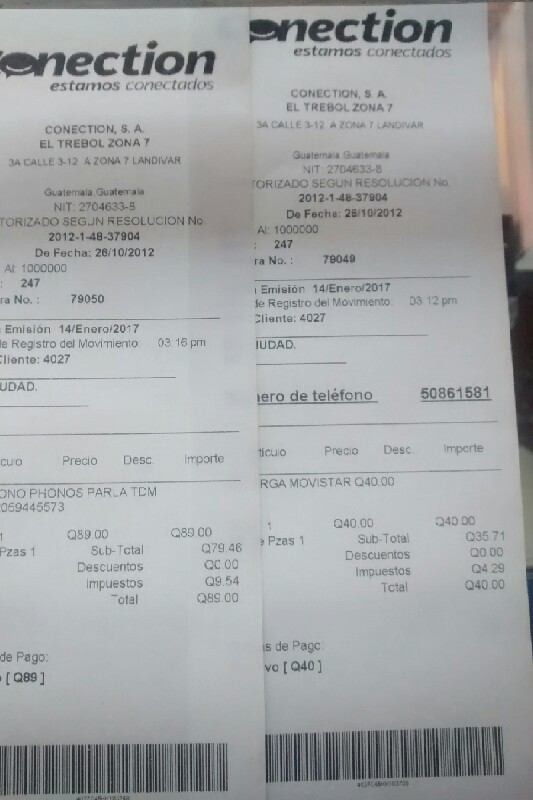 onection
estamos conectados
CONECTION, S. A.
EL TREBOL ZONA 7
3A CALLE 3-12 A ZONA 7 LANDIVAR
Guatemala,Guatemala
NIT: 2704633-8
TORIZADO SEGUN RESOLUCION No.
2012-1-48-37904
De Fecha: 26/10/2012
Al: 1000000
: 247
ra No. : 79050
Emisión 14/Enero/2017
de Registro del Movimiento: 03:16 pm
Cliente: 4027
UDAD.
culo Precio Desc. Importe
ONO PHONOS PARLA TDM
059445573
1 Q89.00 Q89.00
Pzas 1 Sub-Total Q79.46
Descuentos Q0.00
Impuestos Q9.54
Total Q89.00
de Pago:
[ Q89 ]
onection
estamos conectados
CONECTION, S. A.
EL TREBOL ZONA 7
3A CALLE 3-12 A ZONA 7 LANDIVAR
Guatemala,Guatemala
NIT: 2704633-8
TORIZADO SEGUN RESOLUCION No.
2012-1-48-37904
De Fecha: 26/10/2012
Al: 1000000
: 247
ra No. : 79049
Emisión 14/Enero/2017
de Registro del Movimiento: 03:12 pm
Cliente: 4027
IUDAD.
ero de teléfono 50861581
tículo Precio Desc. Importe
RGA MOVISTAR Q40.00
1 Q40.00 Q40.00
Pzas 1 Sub-Total Q35.71
Descuentos Q0.00
Impuestos Q4.29
Total Q40.00
as de Pago:
vo [ Q40 ]